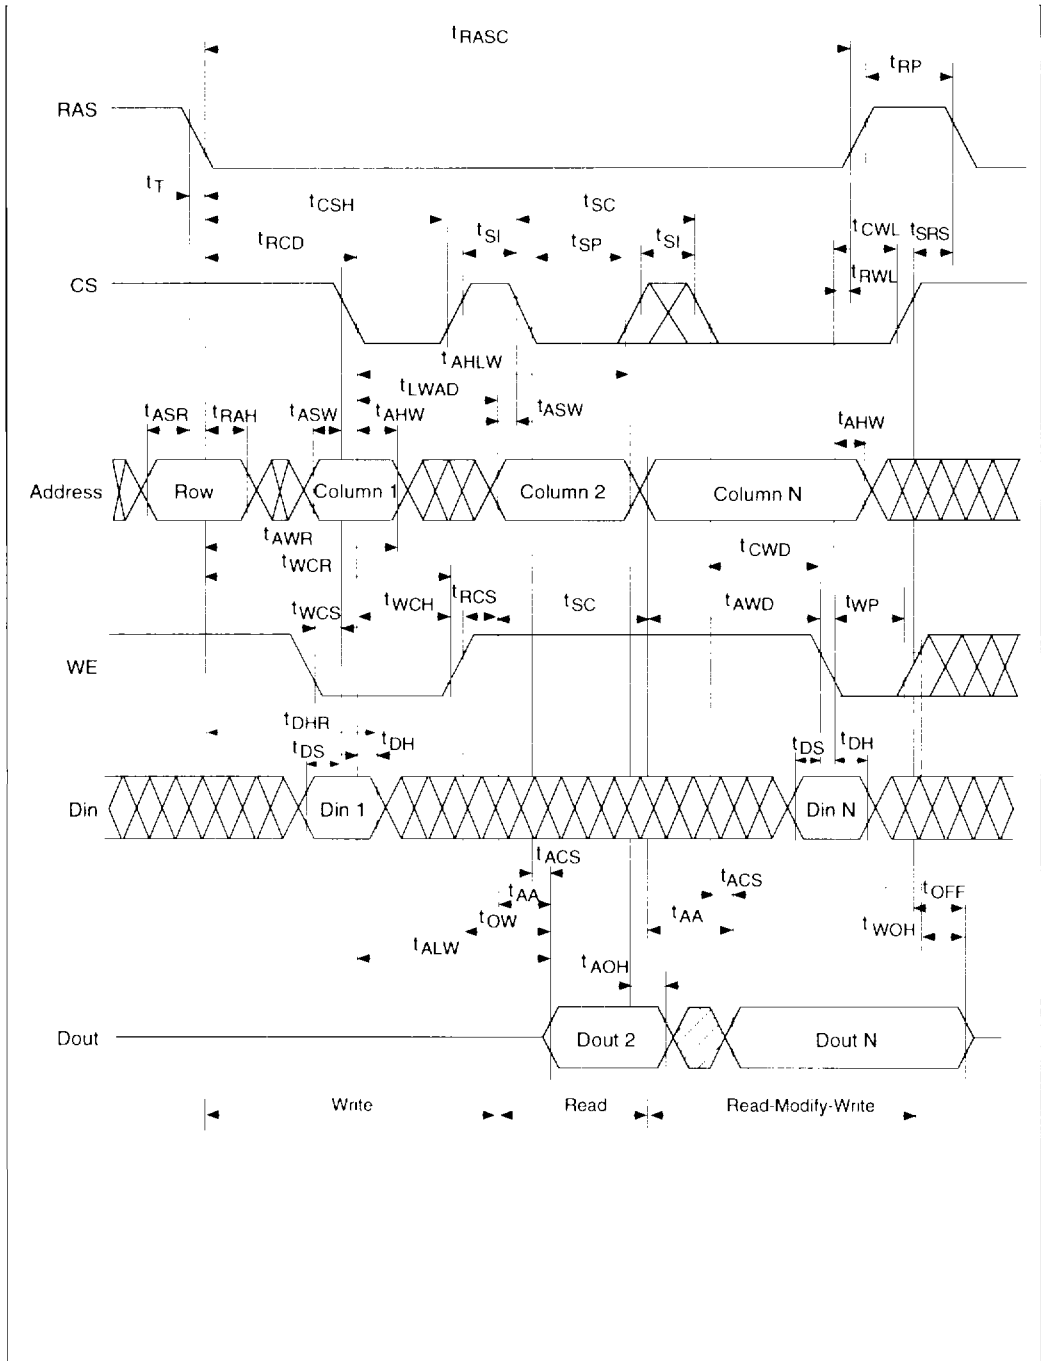 tRASC
tRP
RAS
tT
tCSH
tSC
tRCD
tSI
tSP
tSI
tCWL
tSRS
tRWL
CS
tAHLW
tLWAD
tASR
tRAH
tASW
tAHW
tASW
tAHW
Address
Row
Column 1
Column 2
Column N
tAWR
tWCR
tCWD
tWCS
tWCH
tRCS
tSC
tAWD
tWP
WE
tDHR
tDS
tDH
tDS
tDH
Din
Din 1
Din N
tACS
tAA
tACS
tOFF
tOW
tAA
tWOH
tALW
tAOH
Dout
Dout 2
Dout N
Write
Read
Read-Modify-Write